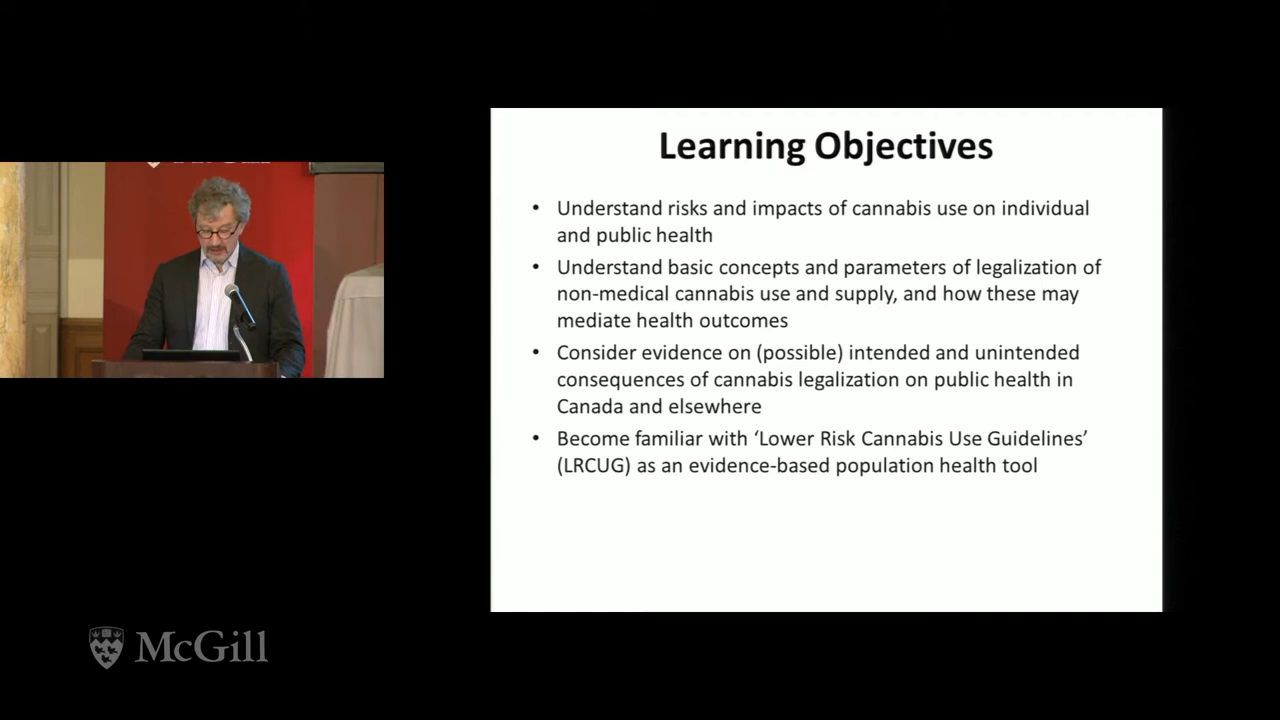 Learning Objectives
• Understand risks and impacts of cannabis use on individual
and public health
• Understand basic concepts and parameters of legalization of
non-medical cannabis use and supply, and how these may
mediate health outcomes
• Consider evidence on (possible) intended and unintended
consequences of cannabis legalization on public health in
Canada and elsewhere
• Become familiar with ‘Lower Risk Cannabis Use Guidelines’
(LRCUG) as an evidence-based population health tool
McGill